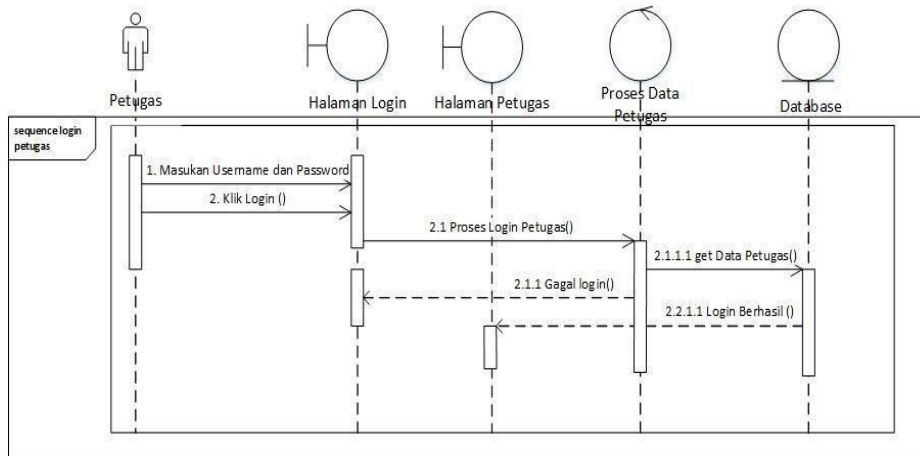 Petugas
Halaman Login
Halaman Petugas
Proses Data
Petugas
Database
sequence login
petugas
1. Masukan Username dan Password
2. Klik Login ()
2.1 Proses Login Petugas()
2.1.1.1 get Data Petugas()
2.1.1 Gagal login()
2.2.1.1 Login Berhasil ()